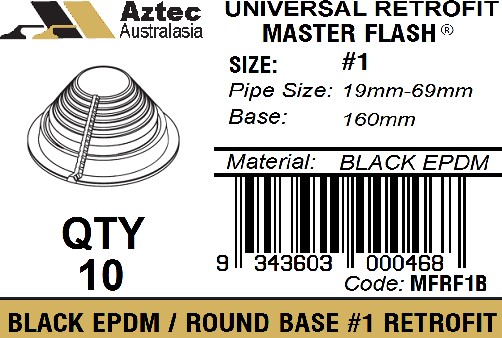 Aztec
Australasia
UNIVERSAL RETROFIT
MASTER FLASH®
SIZE: #1
Pipe Size: 19mm-69mm
Base: 160mm
Material: BLACK EPDM
QTY
10
9 343603 000468
Code: MFRF1B
BLACK EPDM / ROUND BASE #1 RETROFIT